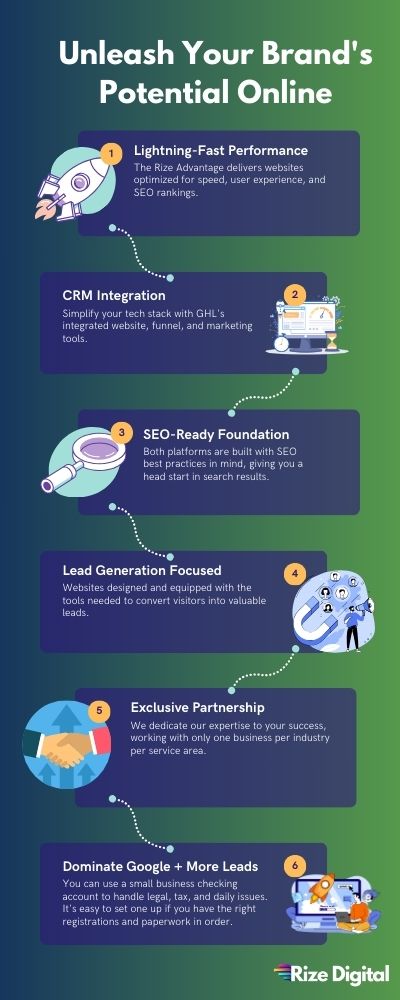 Unleash Your Brand's
Potential Online
1
Lightning-Fast Performance
The Rize Advantage delivers websites
optimized for speed, user experience, and
SEO rankings.
CRM Integration
2
Simplify your tech stack with GHL's
integrated website, funnel, and marketing
tools.
3
SEO-Ready Foundation
Both platforms are built with SEO
best practices in mind, giving you a
head start in search results.
Lead Generation Focused
4
Websites designed and equipped with the
tools needed to convert visitors into valuable
leads.
5
Exclusive Partnership
We dedicate our expertise to your success,
working with only one business per industry
per service area.
Dominate Google + More Leads
6
You can use a small business checking
account to handle legal, tax, and daily issues.
It's easy to set one up if you have the right
registrations and paperwork in order.
Rize Digital